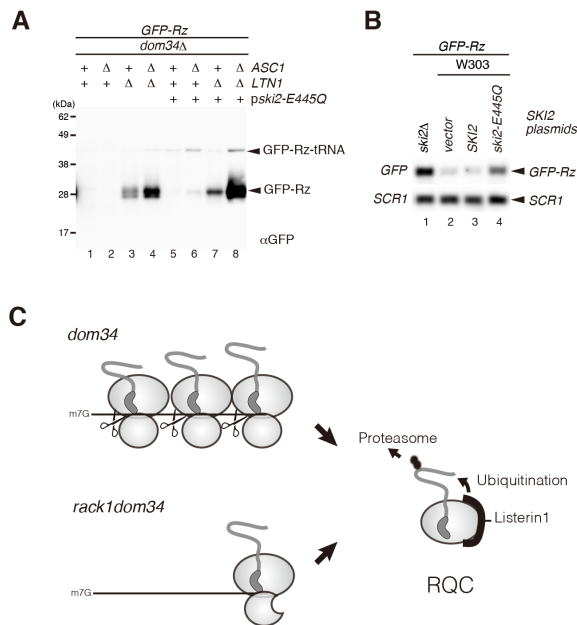 A
GFP-Rz
dom34Δ
+ Δ + Δ + Δ + Δ ASC1
+ + Δ Δ + + Δ Δ LTN1
+ + + + pski2-E445Q
(kDa)
62
49
38
28
17
GFP-Rz-tRNA
GFP-Rz
αGFP
1 2 3 4 5 6 7 8
B
GFP-Rz
W303
ski2Δ
vector
SKI2
ski2-E445Q
SKI2
plasmids
GFP
GFP-Rz
SCR1
SCR1
1 2 3 4
C
dom34
m7G
rack1dom34
m7G
Proteasome
Ubiquitination
Listerin1
RQC